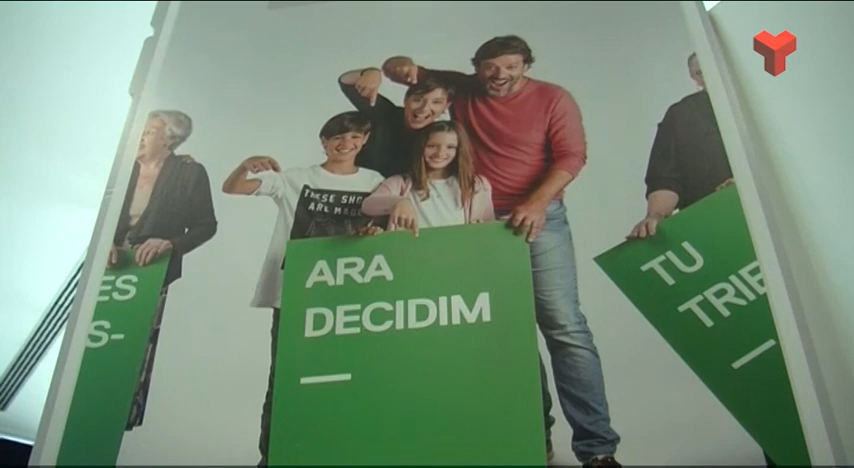 ES
S-
THESE SHO
ARE MAD
ARA
DECIDIM
TU
TRIE